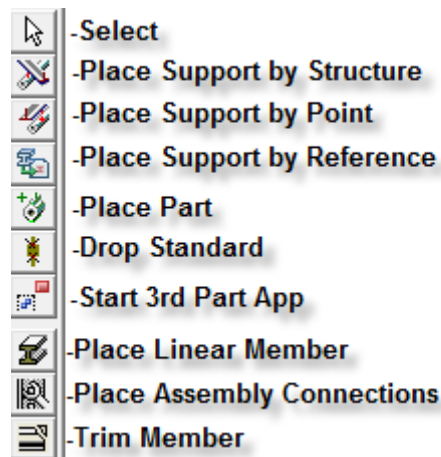 -Select
-Place Support by Structure
-Place Support by Point
-Place Support by Reference
-Place Part
-Drop Standard
-Start 3rd Part App
-Place Linear Member
-Place Assembly Connections
-Trim Member